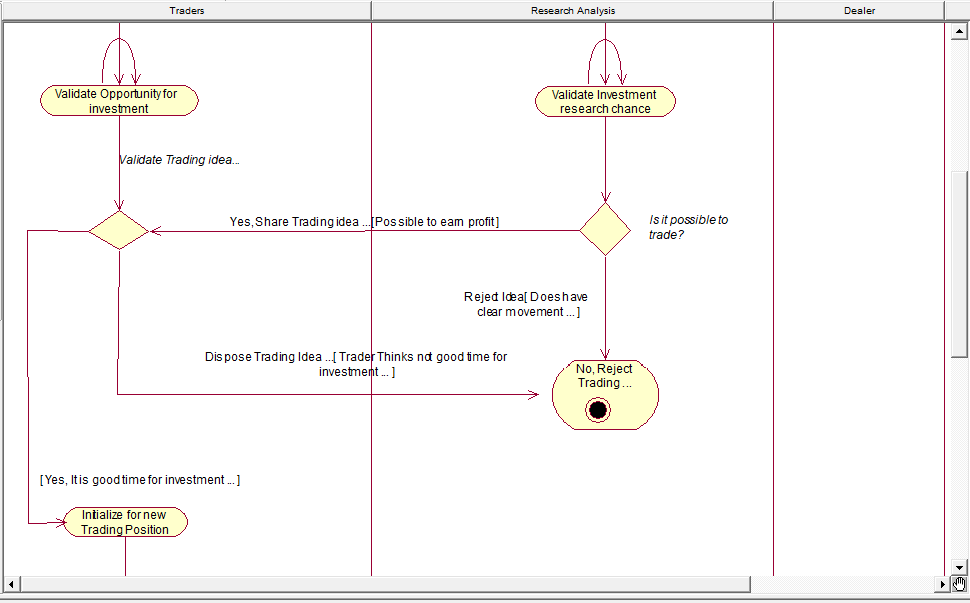 Traders
Research Analysis
Dealer
Validate Opportunity for
investment
Validate Investment
research chance
Validate Trading idea...
Yes, Share Trading idea ...[Possible to earn profit]
Is it possible to
trade?
Reject Idea[ Does have
clear movement ... ]
Dispose Trading Idea ...[ Trader Thinks not good time for
investment ... ]
No, Reject
Trading ...
[ Yes, It is good time for investment ... ]
Initialize for new
Trading Position